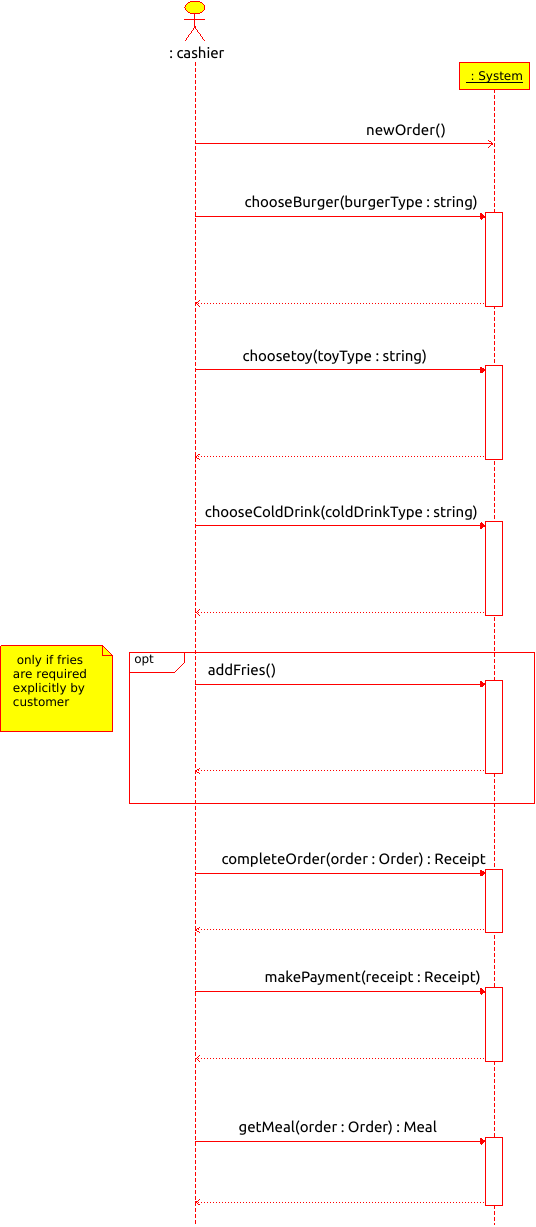 : cashier
: System
newOrder()
chooseBurger(burgerType : string)
choosetoy(toyType : string)
chooseColdDrink(coldDrinkType : string)
only if fries
are required
explicitly by
customer
opt
addFries()
completeOrder(order : Order) : Receipt
makePayment(receipt : Receipt)
getMeal(order : Order) : Meal